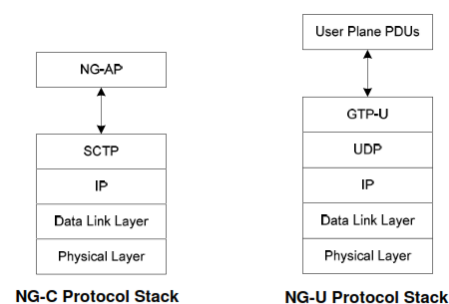 NG-AP
SCTP
IP
Data Link Layer
Physical Layer
NG-C Protocol Stack
User Plane PDUs
GTP-U
UDP
IP
Data Link Layer
Physical Layer
NG-U Protocol Stack